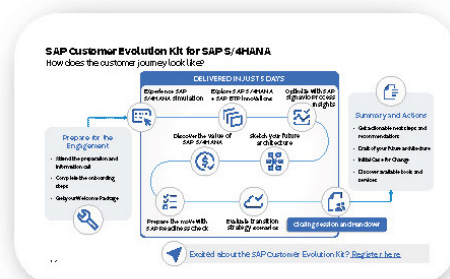 SAP Customer Evolution Kit for SAP S/4HANA
How does the customer journey look like?
DELIVERED IN JUST 5 DAYS
Experience SAP
S/4HANA simulation
Explore SAP S/4HANA
+ SAP BTP innovations
Optimize with SAP
Signavio Process
Insights
Prepare for the
Engagement
• Attend the preparation and
information call
• Complete the onboarding
steps
• Get your Welcome Package
Discover the value of
SAP S/4HANA
Sketch your future
architecture
Prepare the move with
SAP Readiness Check
Evaluate transition
strategy scenarios
Closing session and
Summary and Actions
• Get actionable next steps and
recommendations
• Draft of your future architecture
• Initial Case for Change
• Discover available tools and
services
Excited about the SAP Customer Evolution Kit? Register here